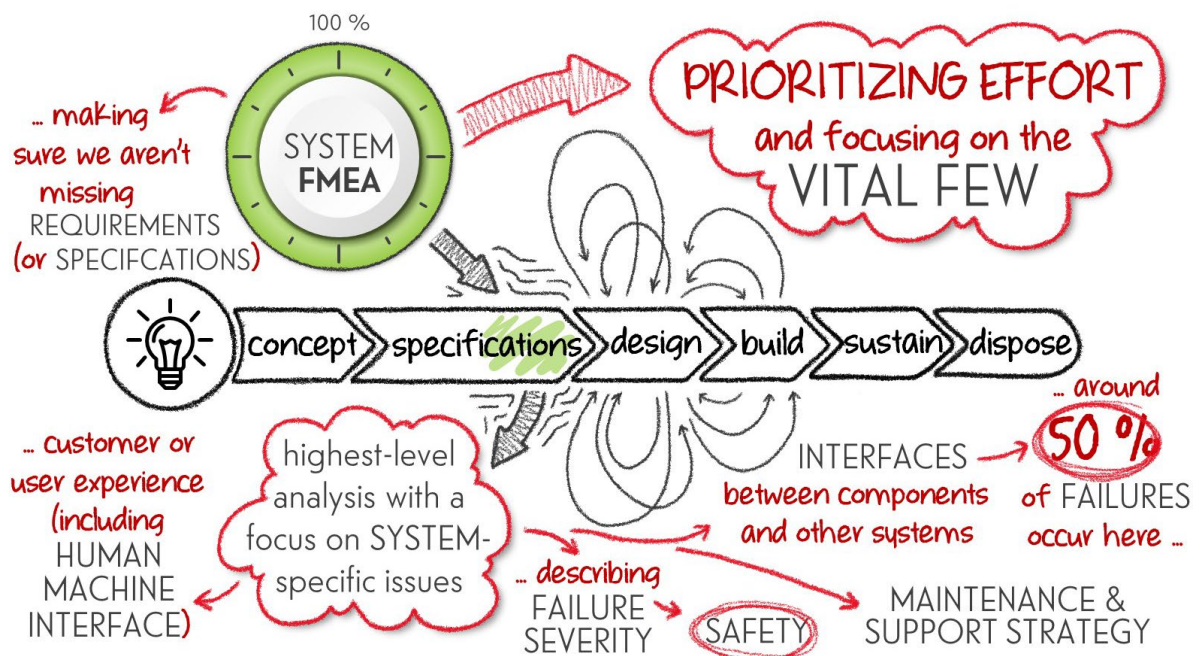 100 %
SYSTEM
FMEA
... making
sure we aren't
missing
REQUIREMENTS
(or SPECIFCATIONS)
PRIORITIZING EFFORT
and focusing on the
VITAL FEW
concept
specifications
design
build
sustain
dispose
... customer or
user experience
(including
HUMAN
MACHINE
INTERFACE)
highest-level
analysis with a
focus on SYSTEM-
specific issues
... describing
FAILURE
SEVERITY
SAFETY
INTERFACES
between components
and other systems
... around
50 %
of FAILURES
occur here ...
MAINTENANCE &
SUPPORT STRATEGY